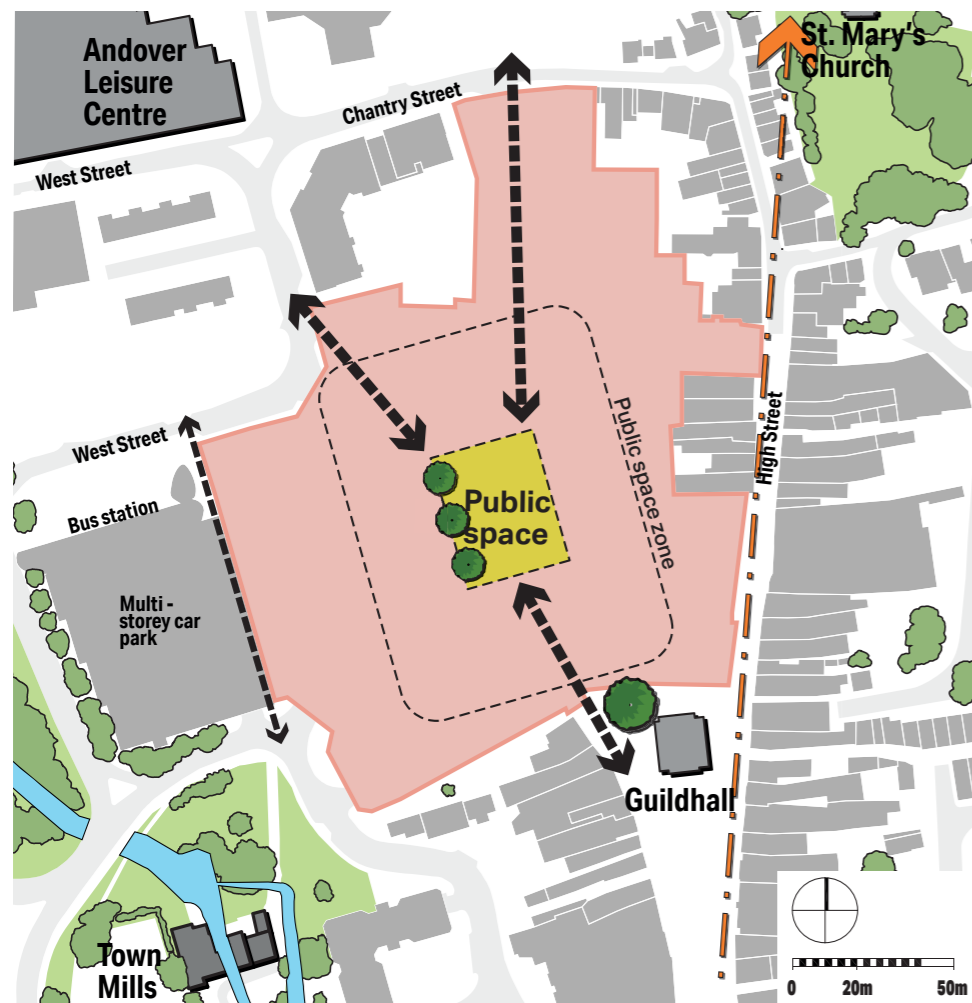 Andover
Leisure
Centre
St. Mary's
Church
Chantry Street
West Street
High Street
Public space zone
West Street
Public
space
Bus station
Multi -
storey car
park
Guildhall
Town
Mills
0 20m 50m